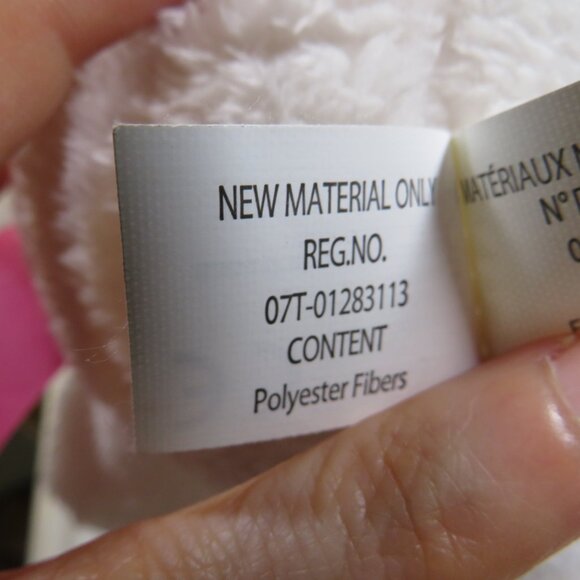 NEW MATERIAL ONLY
REG.NO.
07T-01283113
CONTENT
Polyester Fibers
MATÉRIAUX
N°